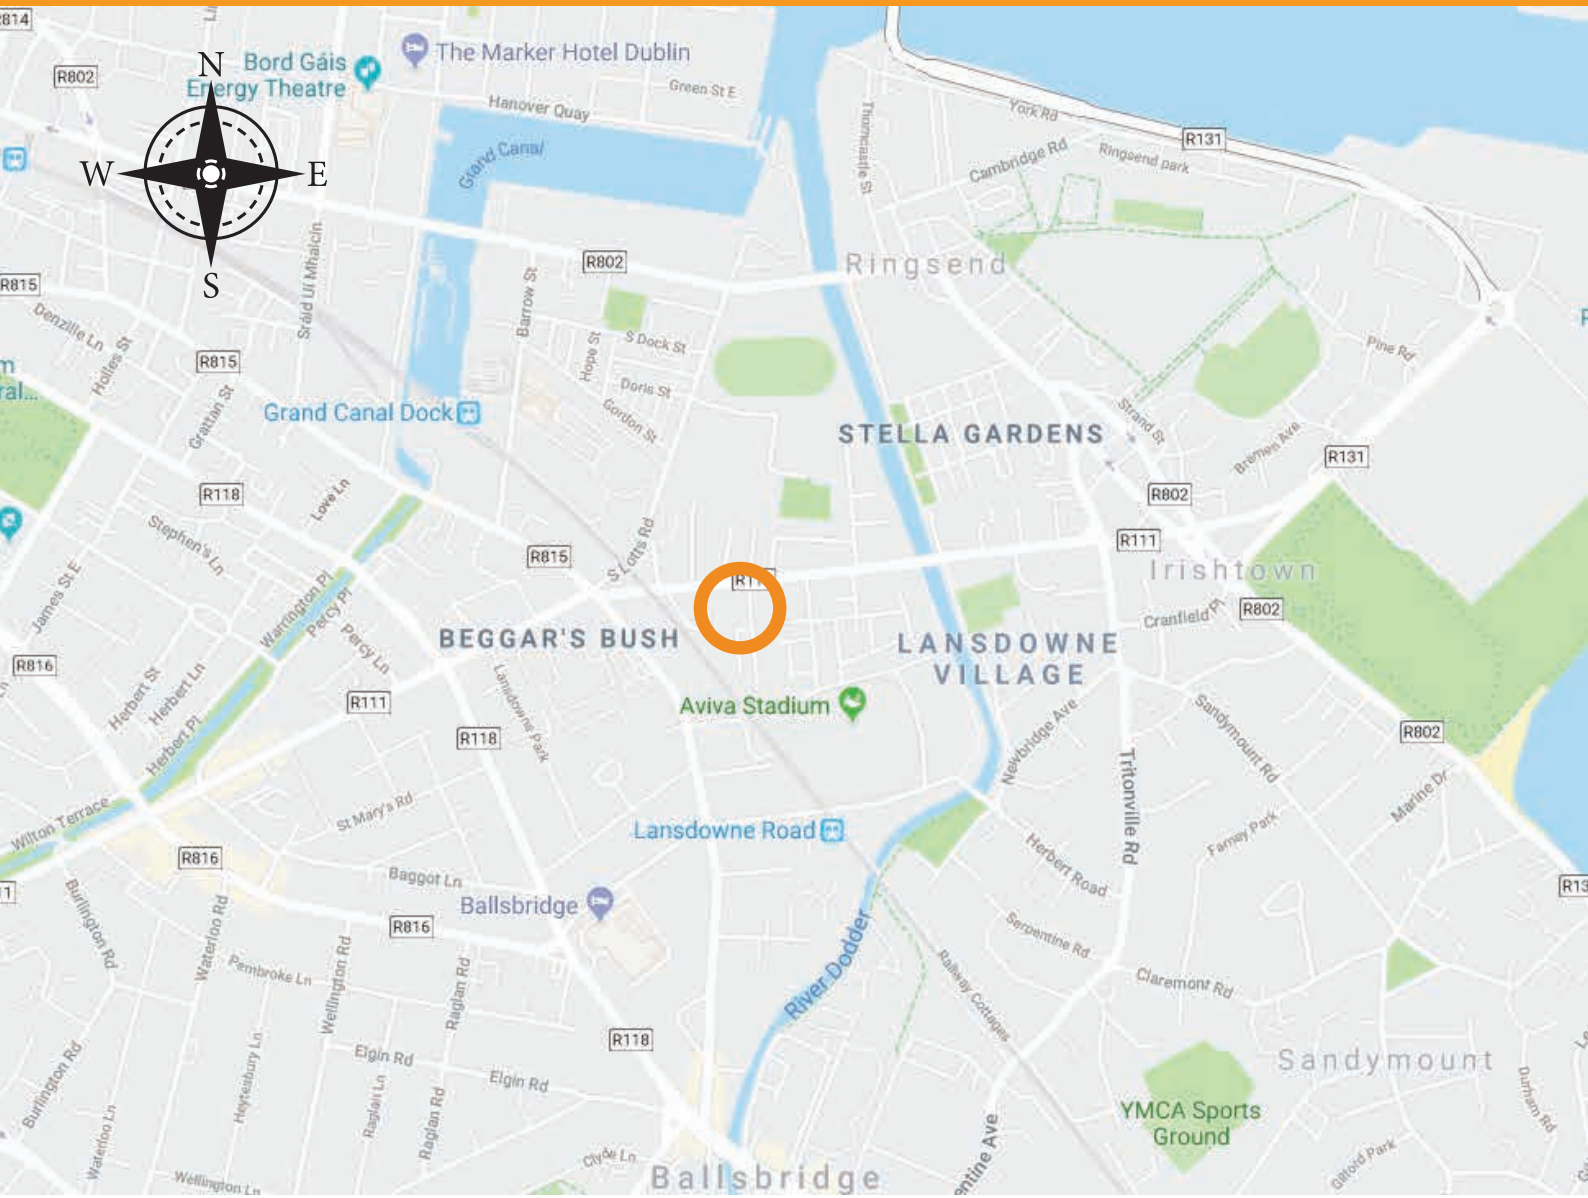 R814
R802
N
W
E
S
Bord Gáis
Energy Theatre
The Marker Hotel Dublin
Green St E
Hanover Quay
Grand Canal
Thorncastle St
York Rd
R131
Cambridge Rd
Ringsend park
Ringsend
R802
R815
Denzille Ln
Holles St
Sráid Uí Mhaicín
Barrow St
Hope St
S Dock St
Doris St
Gordon St
Pine Rd
R815
Grattan St
Grand Canal Dock
STELLA GARDENS
Strand St
Bremen Ave
R131
R118
Love Ln
Stephen's Ln
R802
R815
S Lotts Rd
R111
Irishtown
James St E
Warrington Pl
Percy Pl
Percy Ln
Cranfield Pl
R802
BEGGAR'S BUSH
LANSDOWNE
VILLAGE
R816
Herbert St
Herbert Ln
Herbert Pl
R111
Lansdowne Park
Aviva Stadium
Newbridge Ave
Sandymount Rd
R118
R802
Tritonville Rd
Marine Dr
Wilton Terrace
St Mary's Rd
Lansdowne Road
Farney Park
Herbert Road
R816
Baggot Ln
Ballsbridge
R816
Burlington Rd
Waterloo Rd
Serpentine Rd
River Dodder
Railway Cottages
Pembroke Ln
Wellington Rd
Raglan Rd
Claremont Rd
R118
Sandymount
Burlington Rd
Heytesbury Ln
Elgin Rd
Elgin Rd
Raglan Ln
Raglan Rd
Durham Rd
YMCA Sports
Ground
Waterloo Ln
Clyde Ln
Wellington Ln
Ballsbridge
entine Ave
Gilford Park